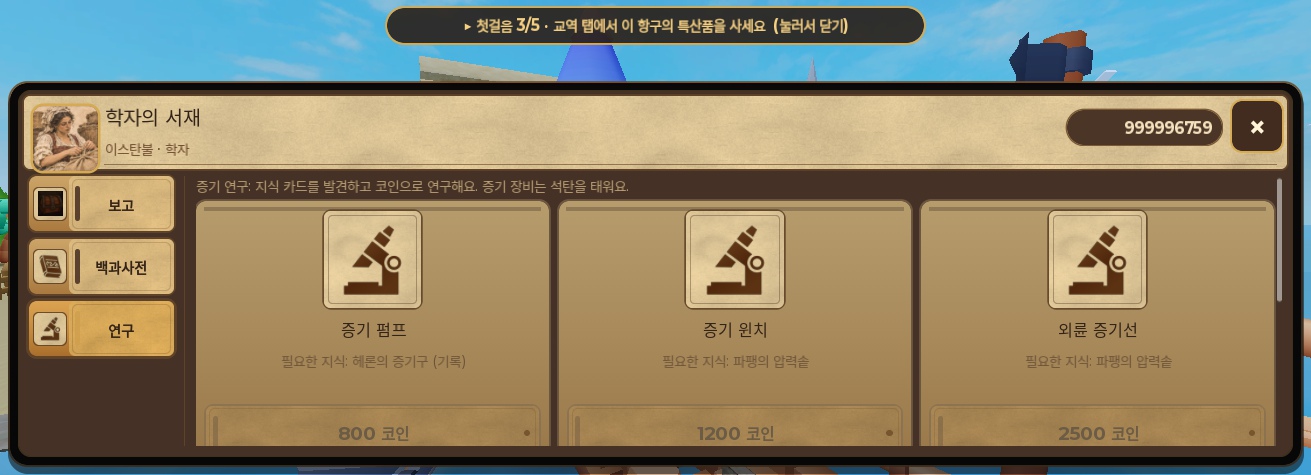 ▸ 첫걸음 3/5 · 교역 탭에서 이 항구의 특산품을 사세요 (눌러서 닫기)
학자의 서재
999996759
×
이스탄불 · 학자
보고
백과사전
연구
증기 연구: 지식 카드를 발견하고 코인으로 연구해요. 증기 장비는 석탄을 태워요.
증기 펌프
필요한 지식: 헤론의 증기구 (기록)
800 코인
증기 윈치
필요한 지식: 파팽의 압력솥
1200 코인
외륜 증기선
필요한 지식: 파팽의 압력솥
2500 코인